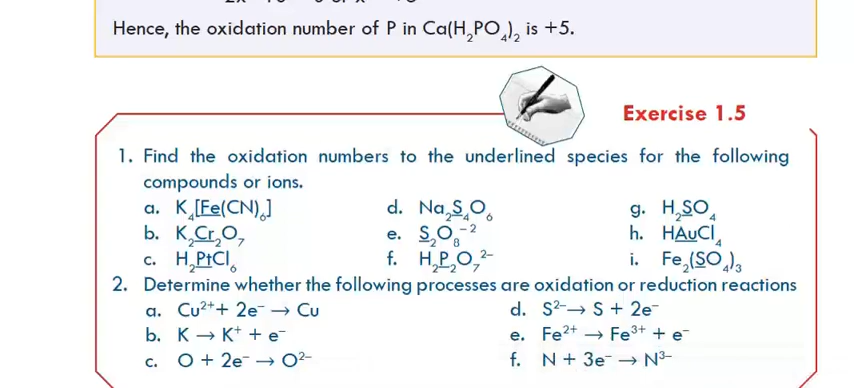 Hence, the oxidation number of P in Ca(H₂PO₄)₂ is +5.
Exercise 1.5
1. Find the oxidation numbers to the underlined species for the following
compounds or ions.
a. K₄[Fe(CN)₆] d. Na₂S₄O₆ g. H₂SO₄
b. K₂Cr₂O₇ e. S₂O₈⁻² h. HAuCl₄
c. H₂PtCl₆ f. H₂P₂O₇²⁻ i. Fe₂(SO₄)₃
2. Determine whether the following processes are oxidation or reduction reactions
a. Cu²⁺+ 2e⁻ → Cu d. S²⁻→ S + 2e⁻
b. K → K⁺ + e⁻ e. Fe²⁺ → Fe³⁺ + e⁻
c. O + 2e⁻ → O²⁻ f. N + 3e⁻ → N³⁻